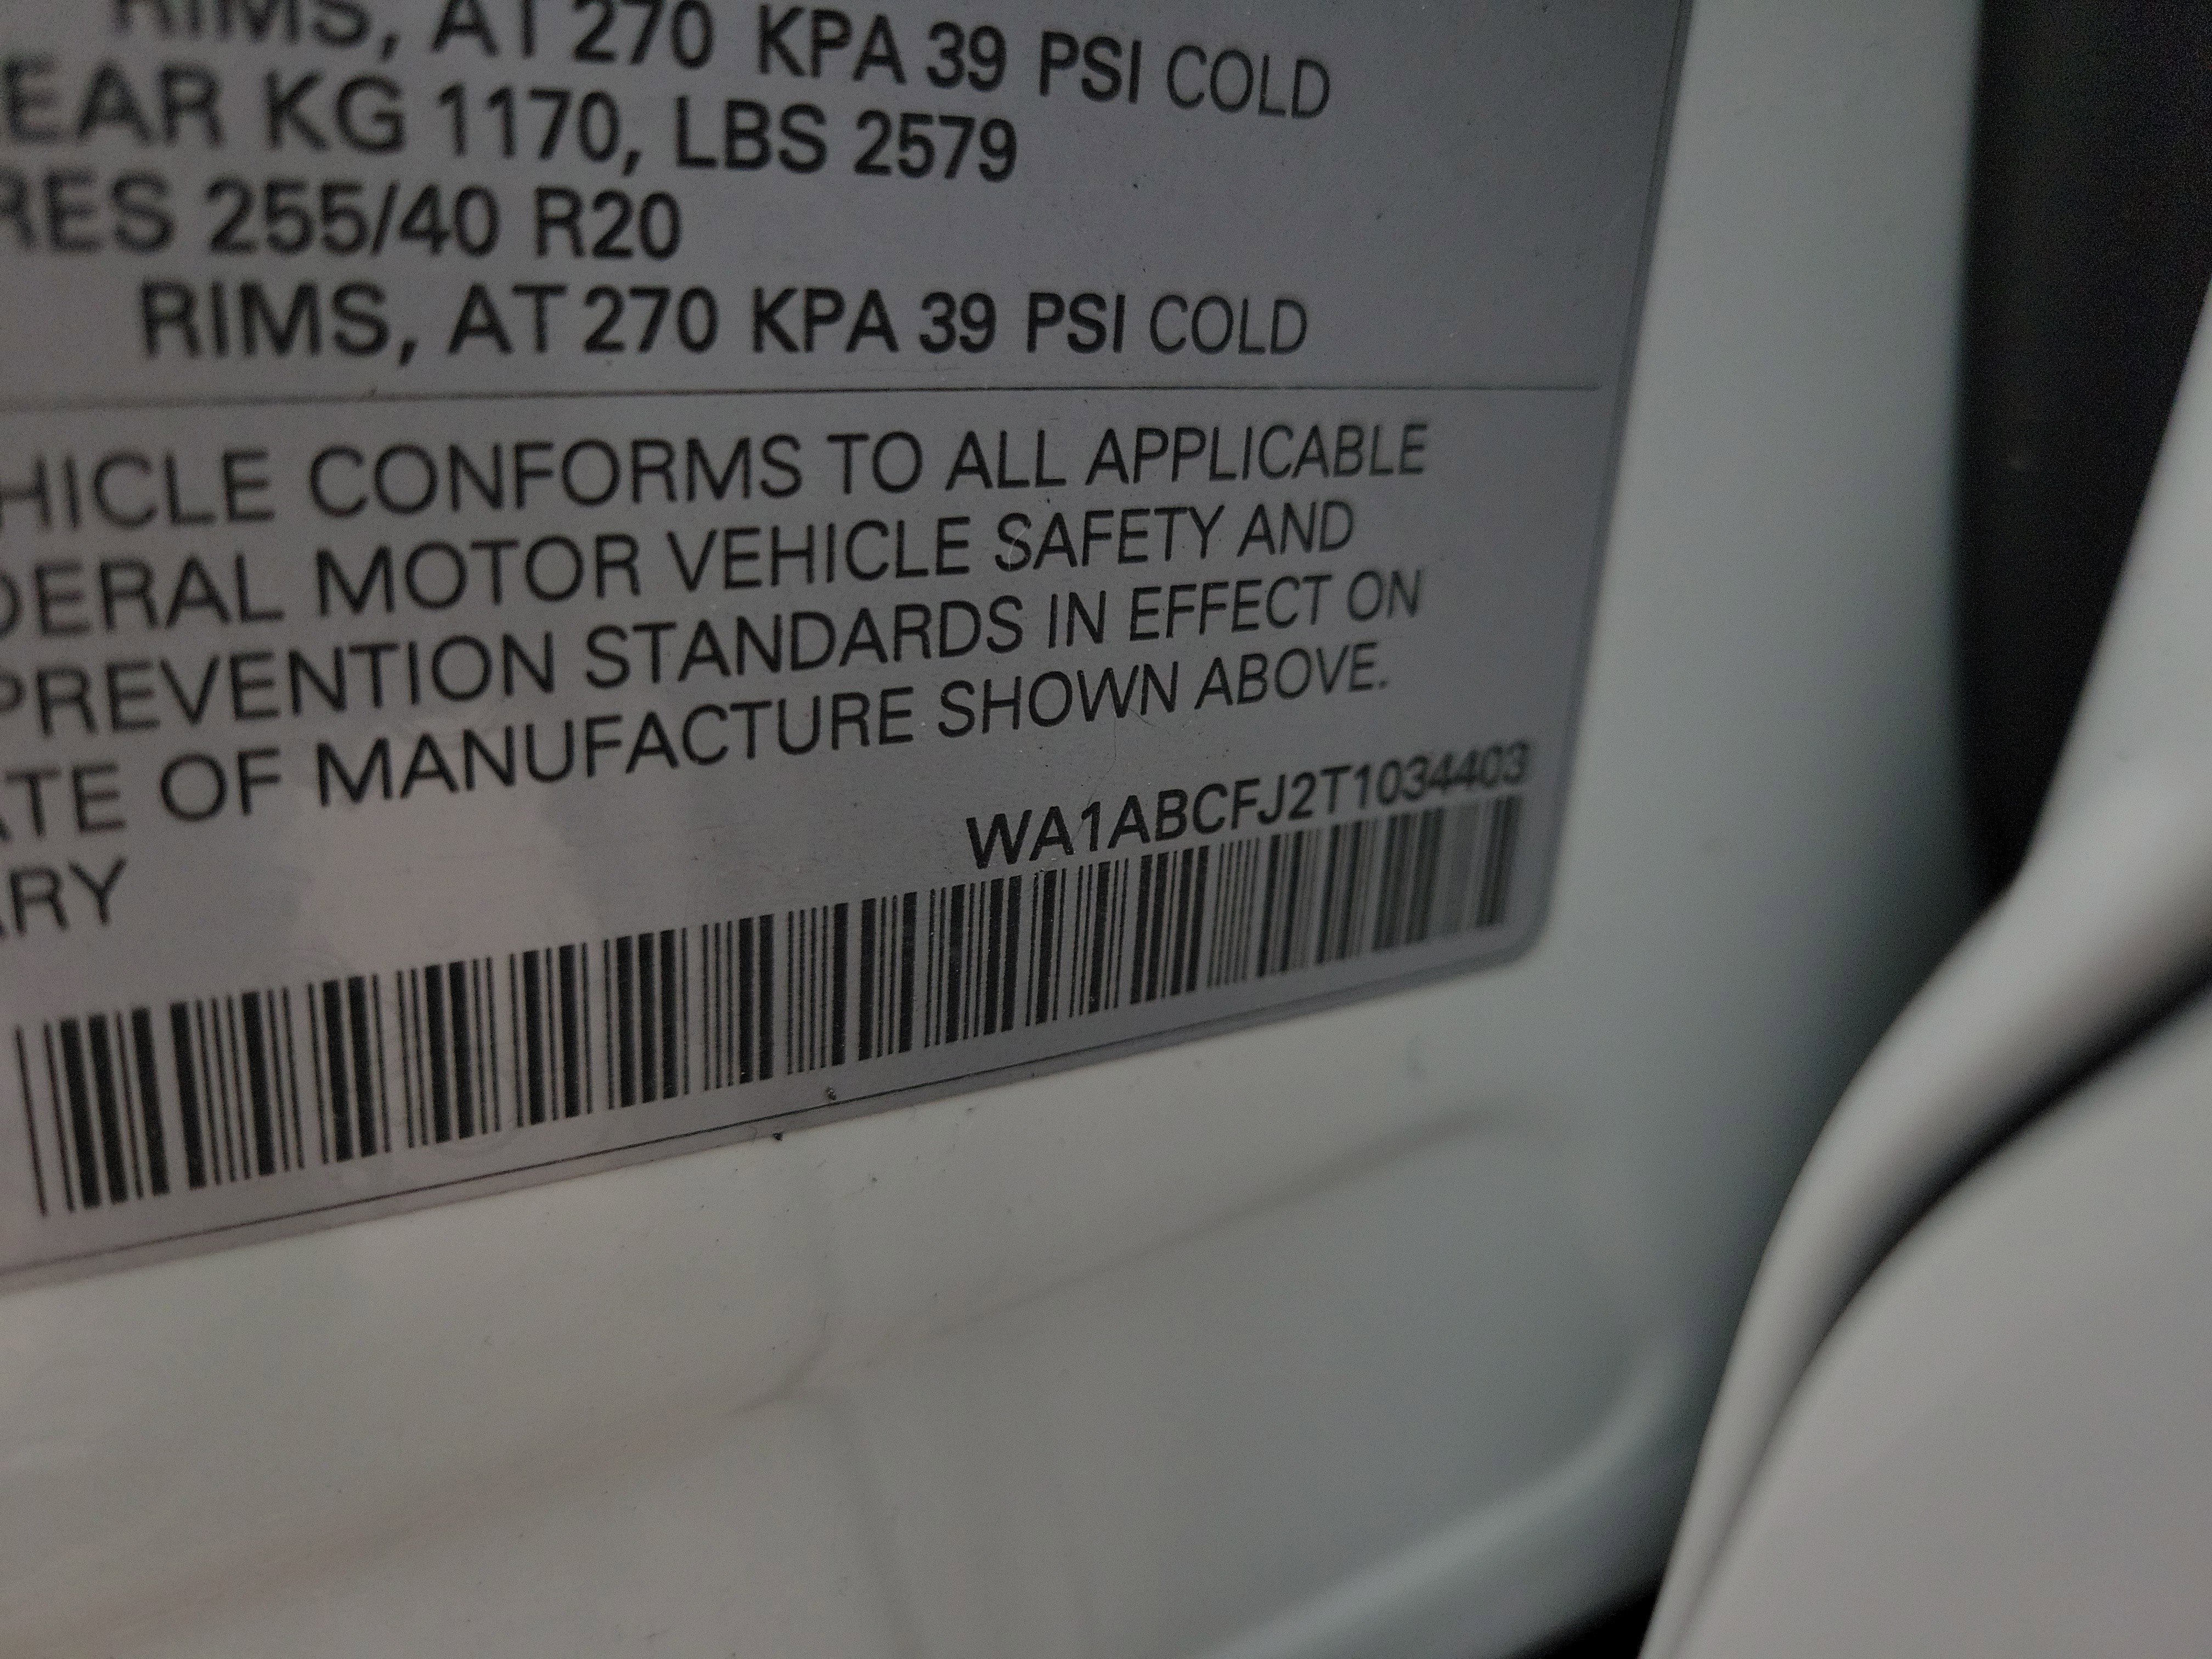 RIMS, AT 270 KPA 39 PSI COLD
EAR KG 1170, LBS 2579
RES 255/40 R20
RIMS, AT 270 KPA 39 PSI COLD
HICLE CONFORMS TO ALL APPLICABLE
DERAL MOTOR VEHICLE SAFETY AND
PREVENTION STANDARDS IN EFFECT ON
ATE OF MANUFACTURE SHOWN ABOVE.
WA1ABCFJ2T1034403
ARY